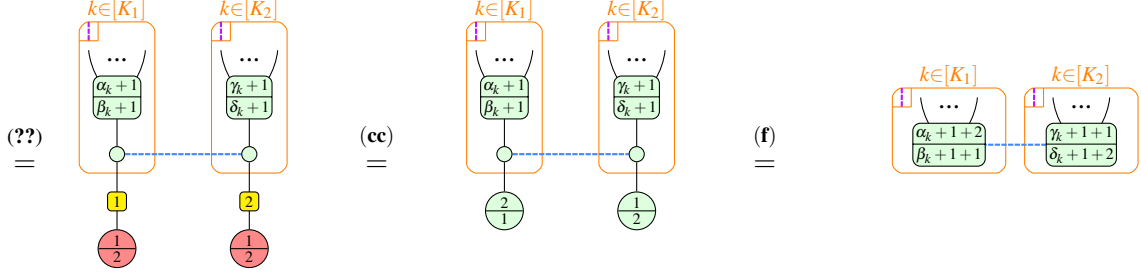 k∈[K₁] k∈[K₂] k∈[K₁] k∈[K₂]
... ... ... ... k∈[K₁] k∈[K₂]
αₖ+1 γₖ+1 αₖ+1 γₖ+1 ... ...
βₖ+1 δₖ+1 βₖ+1 δₖ+1 αₖ+1+2 γₖ+1+1
(??) (cc) (f) βₖ+1+1 δₖ+1+2
= = =
1 2 2 1
1 1 1 2
2 2